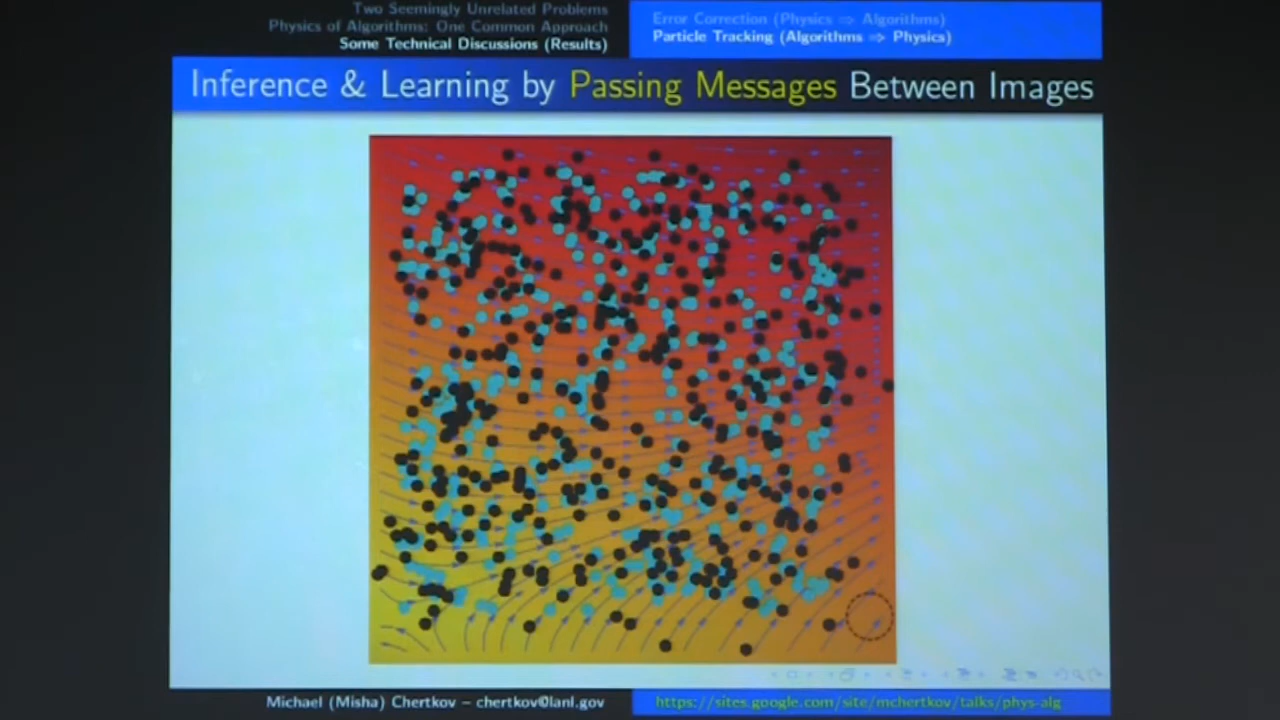 Two Seemingly Unrelated Problems
Physics of Algorithms: One Common Approach
Some Technical Discussions (Results)
Error Correction (Physics ⇒ Algorithms)
Particle Tracking (Algorithms ⇒ Physics)
Inference & Learning by Passing Messages Between Images
Michael (Misha) Chertkov – chertkov@lanl.gov
https://sites.google.com/site/mchertkov/talks/phys-alg